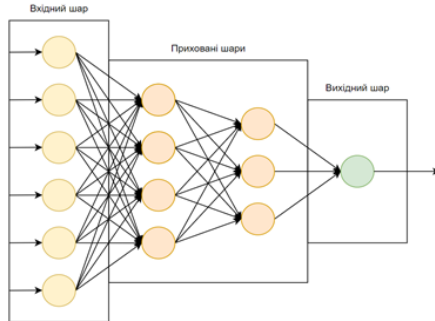 Вхідний шар
Приховані шари
Вихідний шар